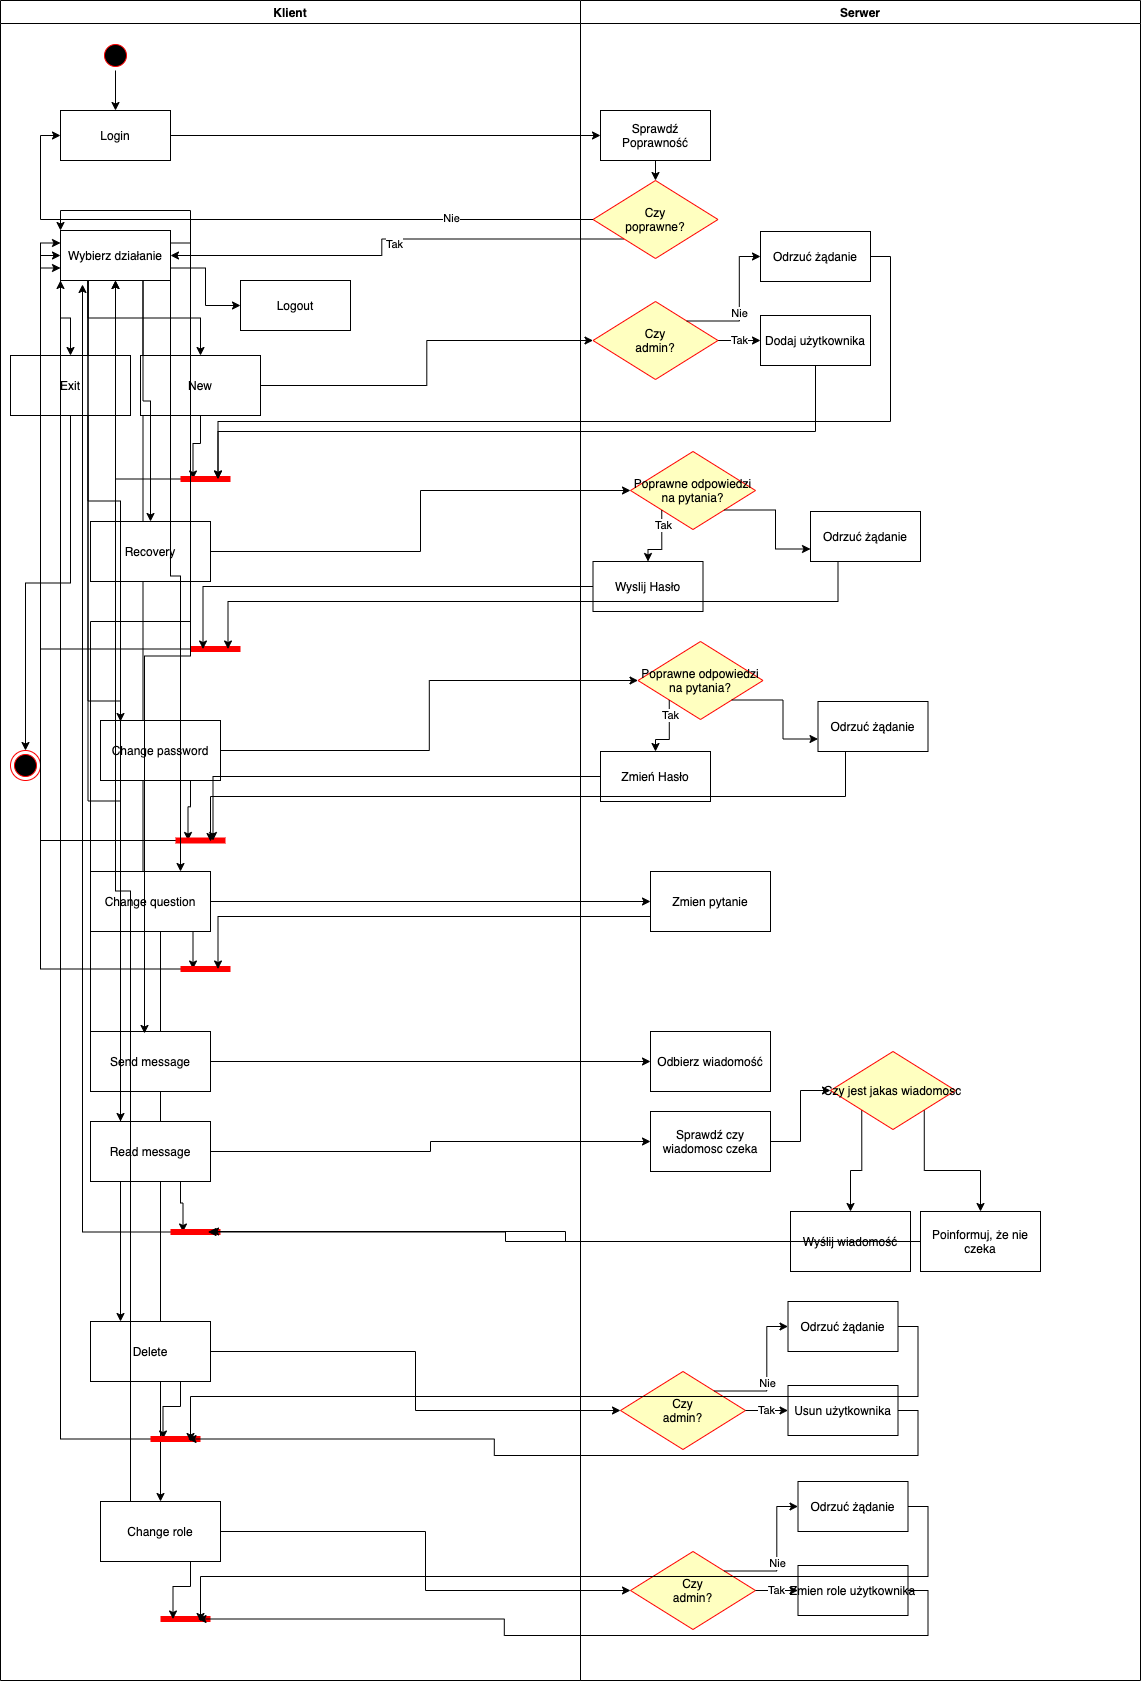 Klient
Serwer
Login
Sprawdź
Poprawność
Czy
poprawne?
Nie
Tak
Wybierz działanie
Odrzuć żądanie
Logout
Nie
Czy
admin?
Tak
Dodaj użytkownika
Exit
New
Poprawne odpowiedzi
na pytania?
Tak
Odrzuć żądanie
Recovery
Wyslij Hasło
Poprawne odpowiedzi
na pytania?
Tak
Odrzuć żądanie
Change password
Zmień Hasło
Change question
Zmien pytanie
Send message
Odbierz wiadomość
Czy jest jakas wiadomosc
Read message
Sprawdź czy
wiadomosc czeka
Wyślij wiadomość
Poinformuj, że nie
czeka
Odrzuć żądanie
Delete
Nie
Czy
admin?
Tak
Usun użytkownika
Odrzuć żądanie
Change role
Nie
Czy
admin?
Tak
Zmien role użytkownika